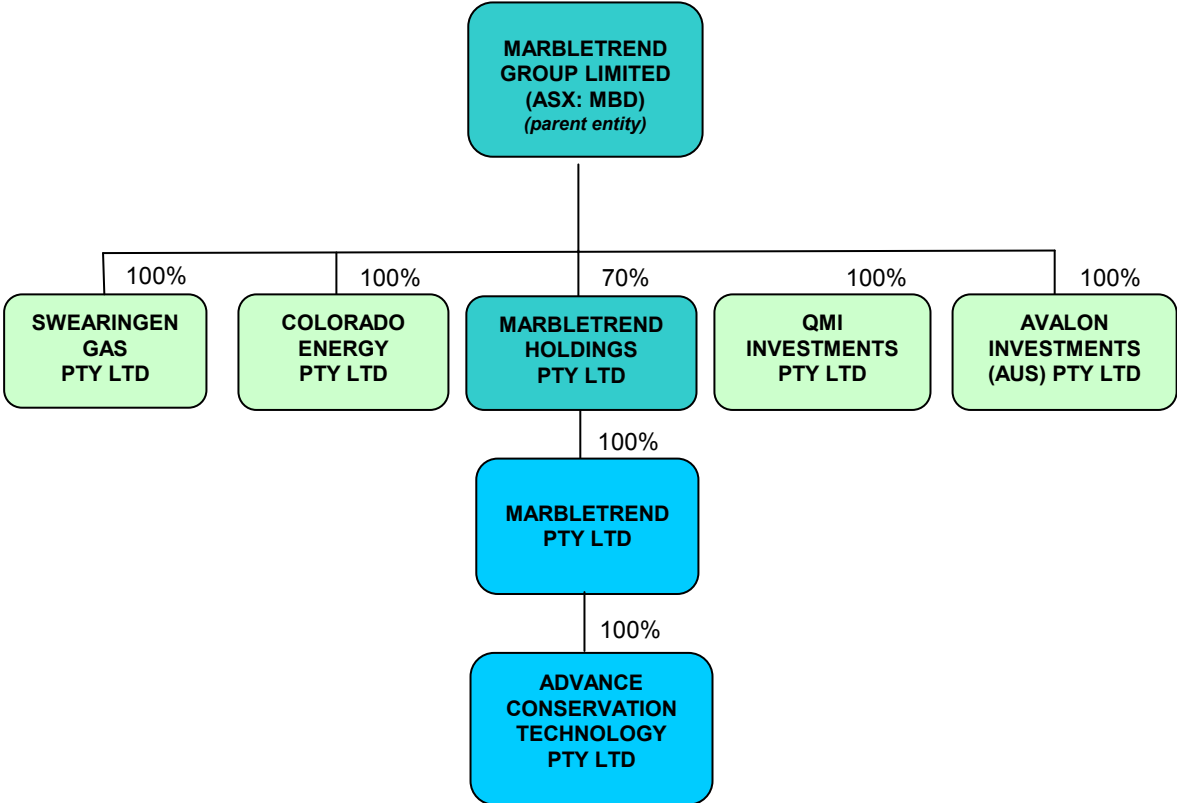 MARBLETREND
GROUP LIMITED
(ASX: MBD)
(parent entity)
100%
100%
70%
100%
100%
SWEARINGEN
GAS
PTY LTD
COLORADO
ENERGY
PTY LTD
MARBLETREND
HOLDINGS
PTY LTD
QMI
INVESTMENTS
PTY LTD
AVALON
INVESTMENTS
(AUS) PTY LTD
100%
MARBLETREND
PTY LTD
100%
ADVANCE
CONSERVATION
TECHNOLOGY
PTY LTD